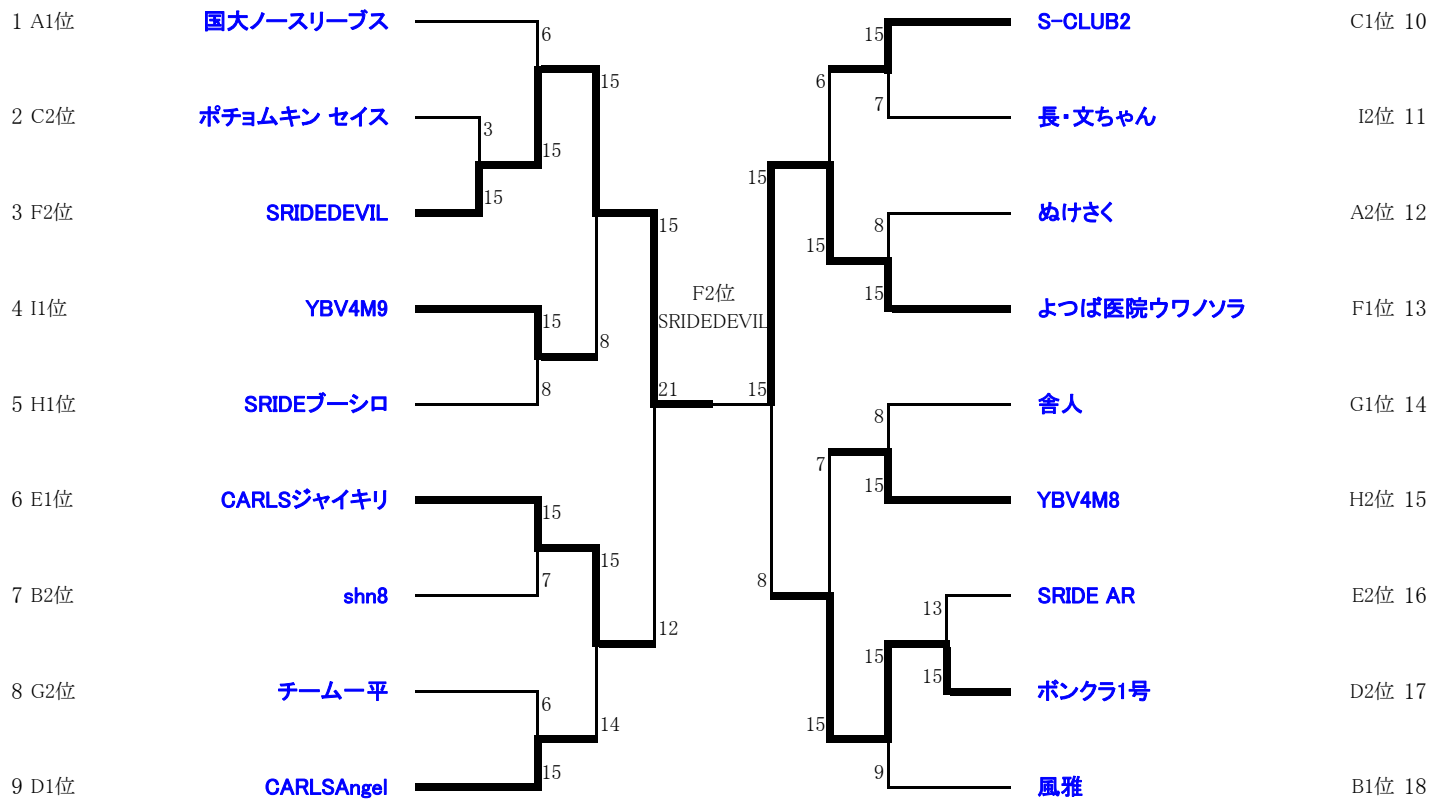 1 A1位 国大ノースリーブス 6 15 S-CLUB2 C1位 10
15 6
2 C2位 ポチョムキン セイス 3 7 長・文ちゃん I2位 11
15 15
3 F2位 SRIDEDEVIL 15 8 ぬけさく A2位 12
15 15
4 I1位 YBV4M9 15 F2位 15 よつば医院ウワノソラ F1位 13
SRIDEDEVIL
8
5 H1位 SRIDEブーシロ 8 21 15 8 舎人 G1位 14
7
6 E1位 CARLSジャイキリ 15 15 YBV4M8 H2位 15
15
7 B2位 shn8 7 8 13 SRIDE AR E2位 16
12 15
8 G2位 チーム一平 6 15 ボンクラ1号 D2位 17
14 15
9 D1位 CARLSAngel 15 9 風雅 B1位 18